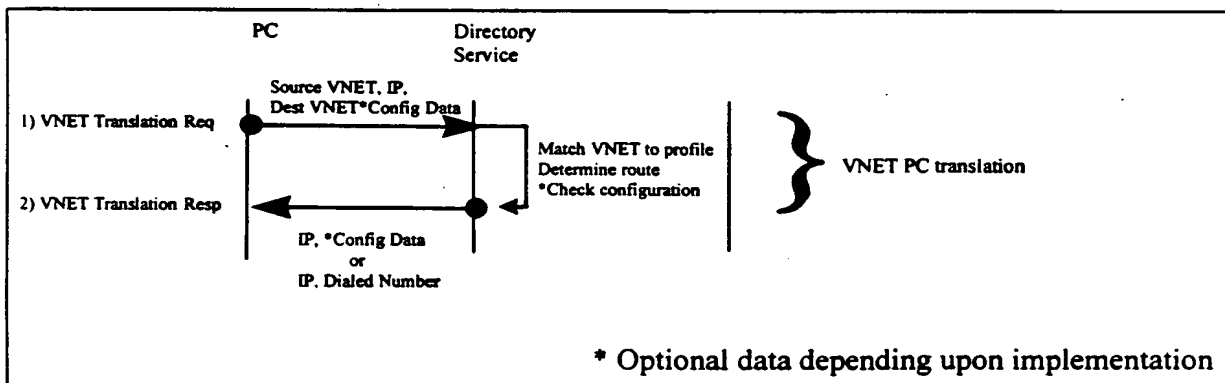 PC
Directory
Service
Source VNET, IP,
Dest VNET*Config Data
1) VNET Translation Req
Match VNET to profile
Determine route
*Check configuration
VNET PC translation
2) VNET Translation Resp
IP, *Config Data
or
IP, Dialed Number
* Optional data depending upon implementation